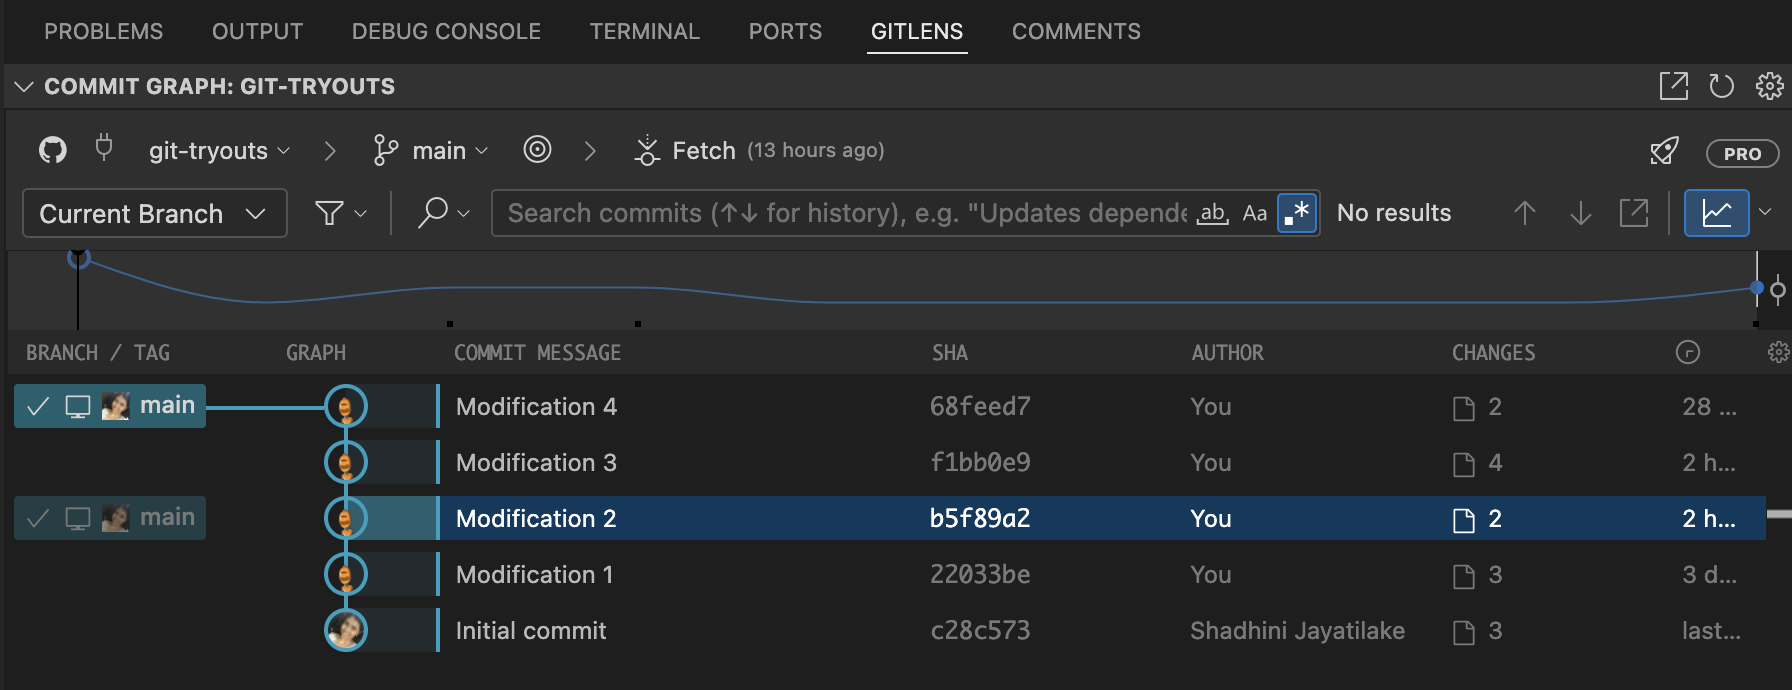 PROBLEMS OUTPUT DEBUG CONSOLE TERMINAL PORTS GITLENS COMMENTS
COMMIT GRAPH: GIT-TRYOUTS
git-tryouts main Fetch (13 hours ago) PRO
Current Branch Search commits (↑↓ for history), e.g. "Updates depende ab Aa .* No results
BRANCH / TAG GRAPH COMMIT MESSAGE SHA AUTHOR CHANGES
main Modification 4 68feed7 You 2 28 ...
Modification 3 f1bb0e9 You 4 2 h...
main Modification 2 b5f89a2 You 2 2 h...
Modification 1 22033be You 3 3 d...
Initial commit c28c573 Shadhini Jayatilake 3 last...